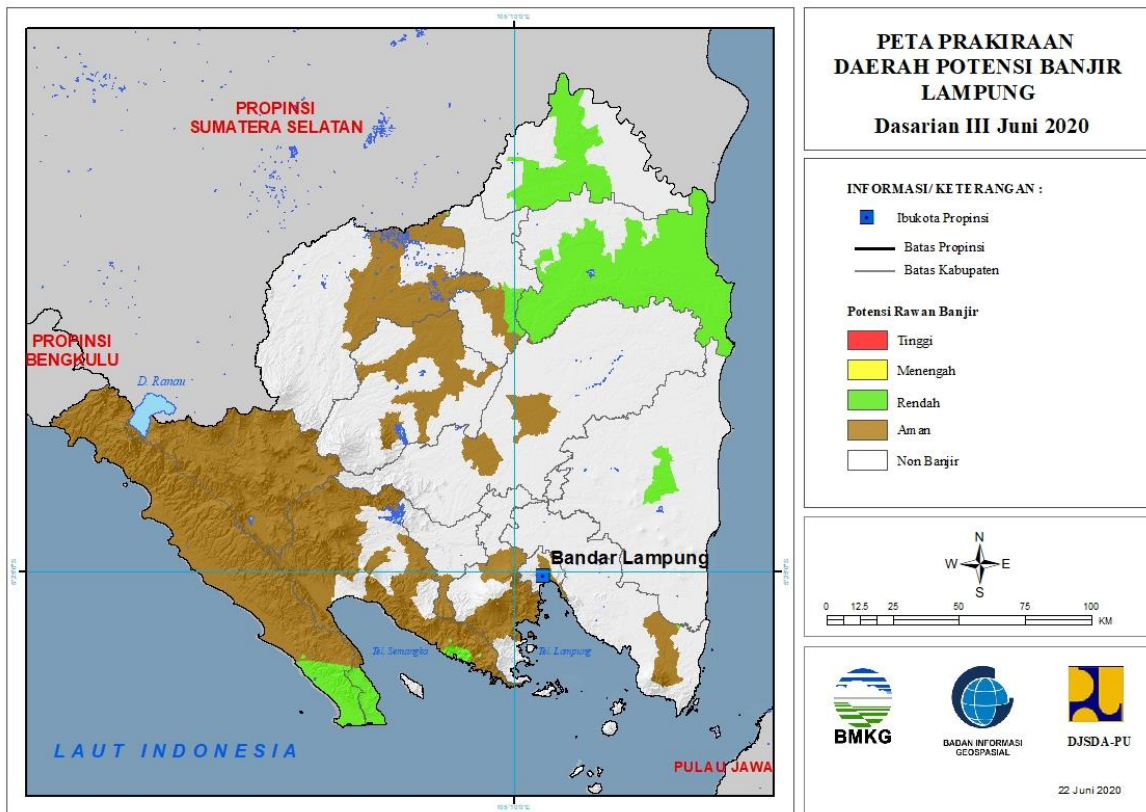 PROPINSI
SUMATERA SELATAN
PROPINSI
BENGKULU
D. Ranau
Bandar Lampung
Tel. Semangka
Tel. Lampung
LAUT INDONESIA
PULAU JAWA
PETA PRAKIRAAN
DAERAH POTENSI BANJIR
LAMPUNG
Dasarian III Juni 2020
INFORMASI/ KETERANGAN :
Ibukota Propinsi
Batas Propinsi
Batas Kabupaten
Potensi Rawan Banjir
Tinggi
Menengah
Rendah
Aman
Non Banjir
N
W E
S
0 12.5 25 50 75 100
KM
BMKG
BADAN INFORMASI
GEOSPASIAL
DJSDA-PU
22 Juni 2020